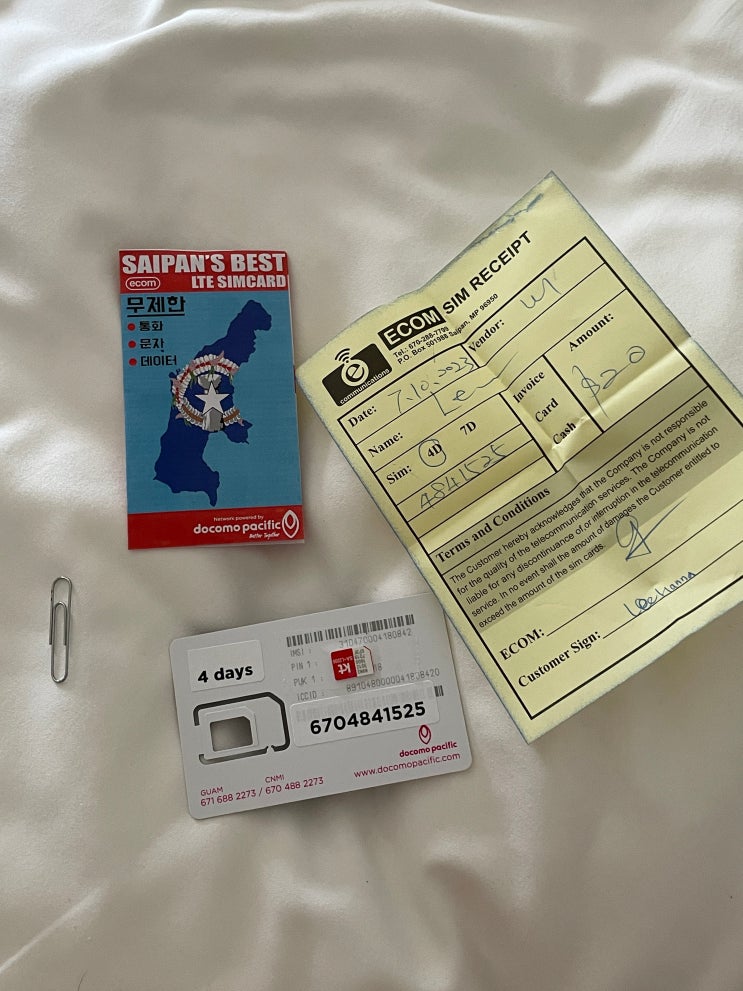 SAIPAN'S BEST
ecom LTE SIMCARD
무제한
통화
문자
데이터
Network powered by
docomo pacific
Better Together
e
communications
ECOM SIM RECEIPT
Tel.: 670-286-7799
P.O. Box 501988 Saipan, MP 96950
Date: 7.10.2023
Vendor:
Name: Lee
Sim: 4D 7D
4841525
Invoice
Card
Cash
Amount:
$20
Terms and Conditions
The Customer hereby acknowledges that the Company is not responsible
for the quality of the telecommunication services. The Company is not
liable for any discontinuance of,or interruption in the telecommunication
service. In no event shall the amount of damages the Customer entitled to
exceed the amount of the sim cards.
ECOM:
Customer Sign:
4 days
IMSI : 310470004180842
PIN 1 :
PUK 1 :
ICCID :
kt
6704841525
docomo pacific
www.docomopacific.com
GUAM CNMI
671 688 2273 / 670 488 2273